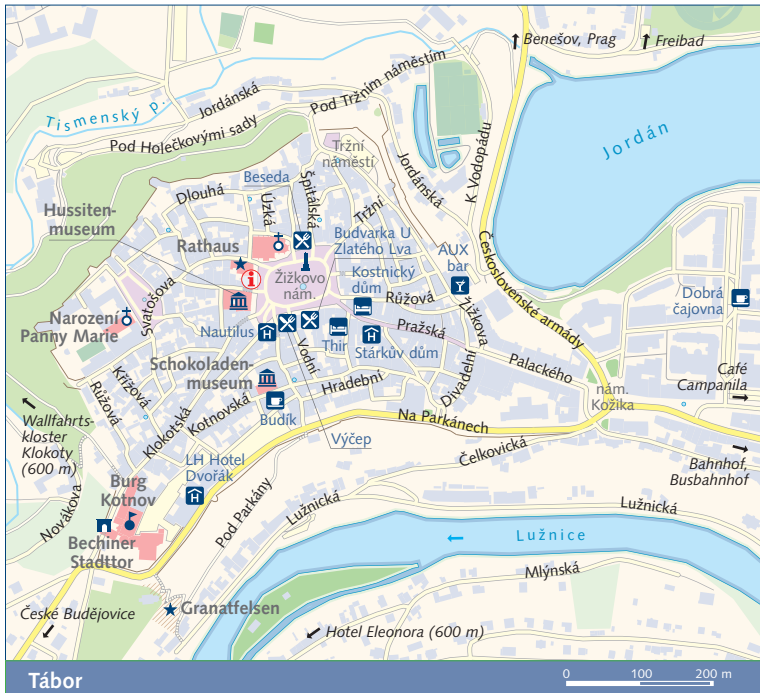 Benešov, Prag
Freibad
Tismenský p.
Jordánská
Pod Tržním náměstím
Pod Holečkovými sady
Jordán
K Vodopádu
Tržní
náměstí
Jordánská
Beseda
Špitálská
Dlouhá
Úzká
Tržní
Hussiten-
museum
Rathaus
Budvarka U
Zlatého Lva
AUX
bar
Československé armády
i
Žižkovo
nám.
Kostnický
dům
Růžová
Svatošova
Dobrá
čajovna
Narození
Panny Marie
Nautilus
H
Pražská
Žižkova
Thir
H
Stárkův dům
Vodní
Palackého
Schokoladen-
museum
Divadelní
Café
Campanila
Křížová
Růžová
Hradební
nám.
Kožíka
Kotnovská
Klokotská
Budík
Na Parkánech
Wallfahrts-
kloster
Klokoty
(600 m)
Výčep
Čelkovická
Bahnhof,
Busbahnhof
LH Hotel
Dvořák
H
Burg
Kotnov
Nováková
Pod Parkány
Lužnická
Lužnická
Bechiner
Stadttor
Lužnice
Mlýnská
Granatfelsen
České Budějovice
Hotel Eleonora (600 m)
Tábor
0 100 200 m